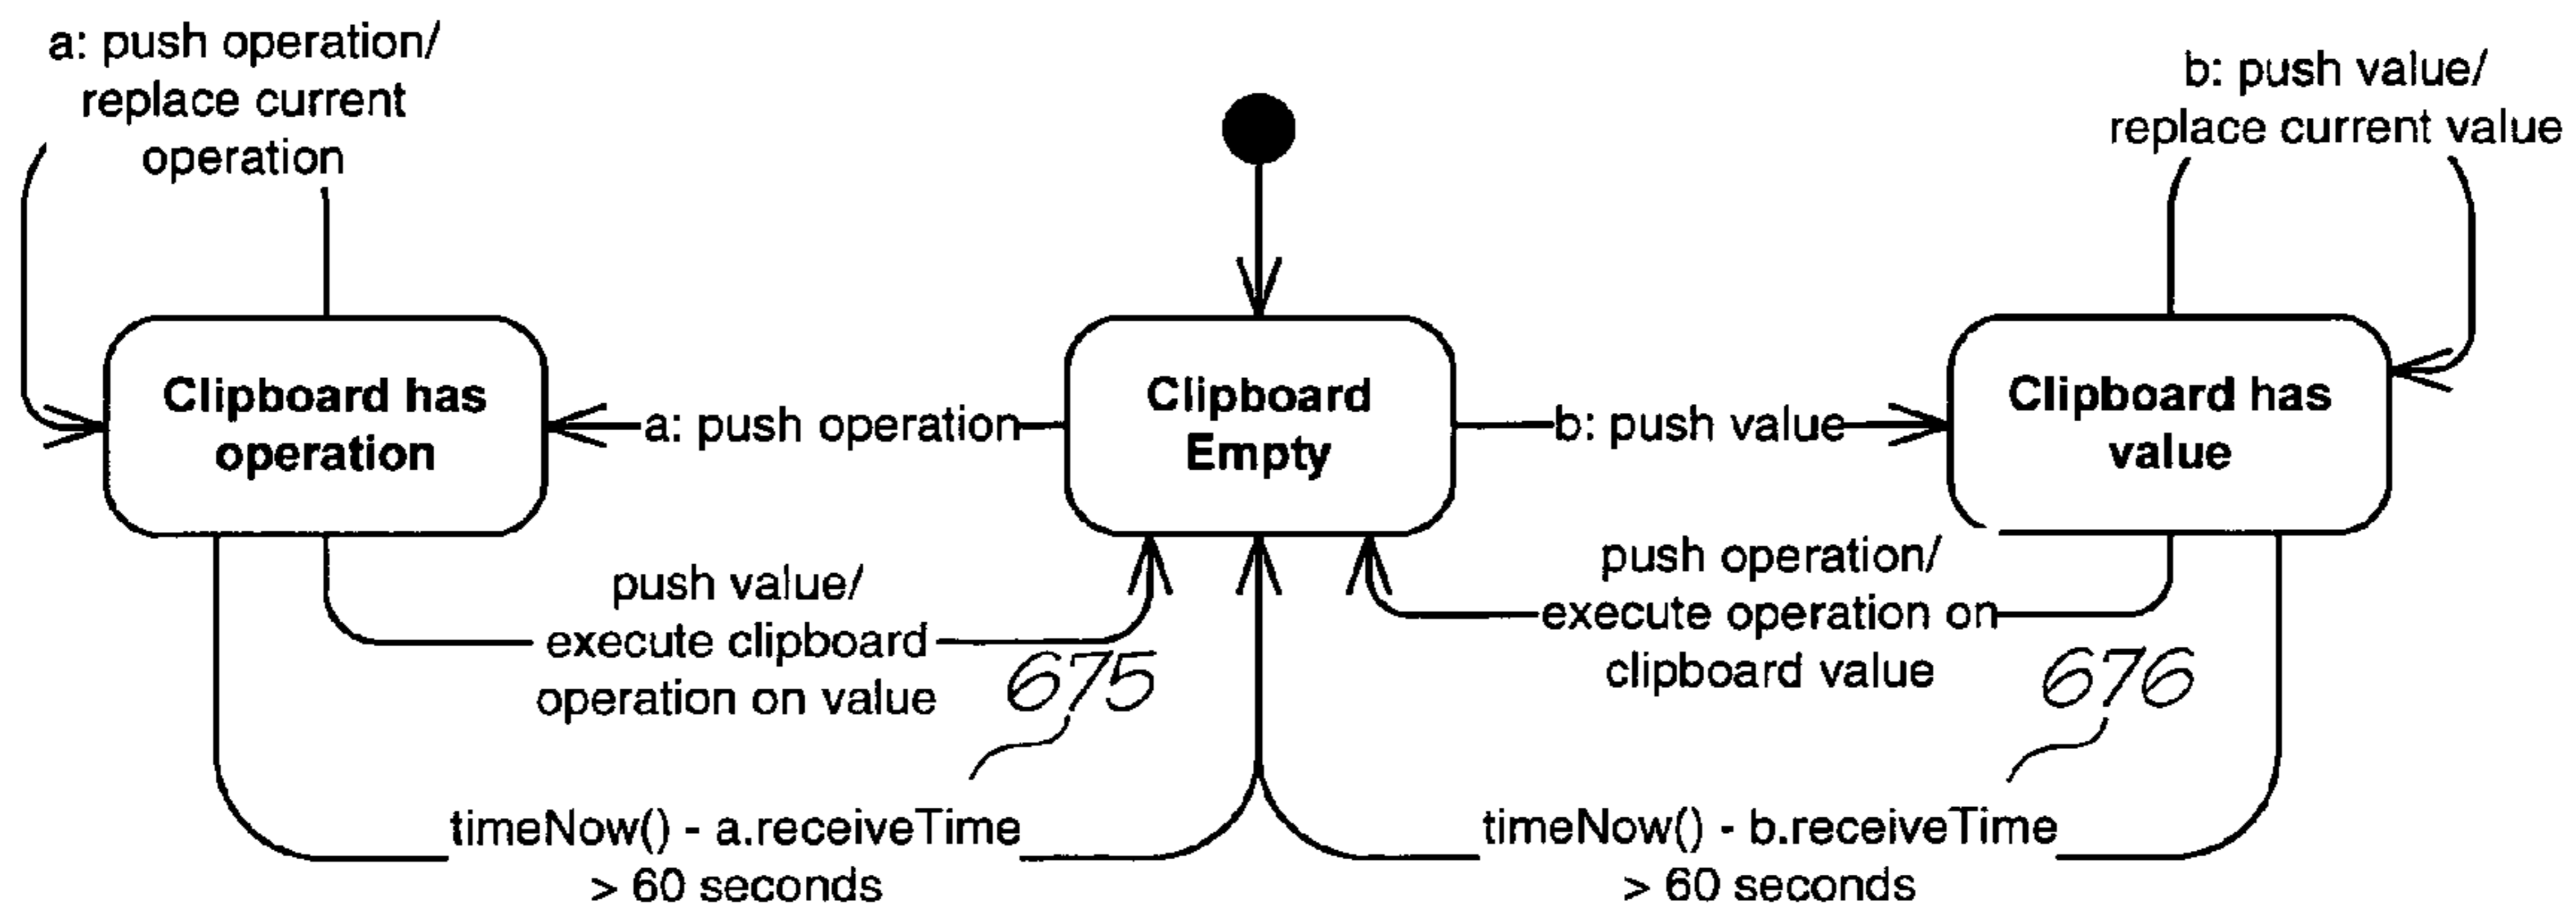 a: push operation/
replace current
operation
b: push value/
replace current value
Clipboard has
operation
a: push operation
Clipboard
Empty
b: push value
Clipboard has
value
push value/
execute clipboard
operation on value
675
push operation/
execute operation on
clipboard value
676
timeNow() - a.receiveTime
> 60 seconds
timeNow() - b.receiveTime
> 60 seconds